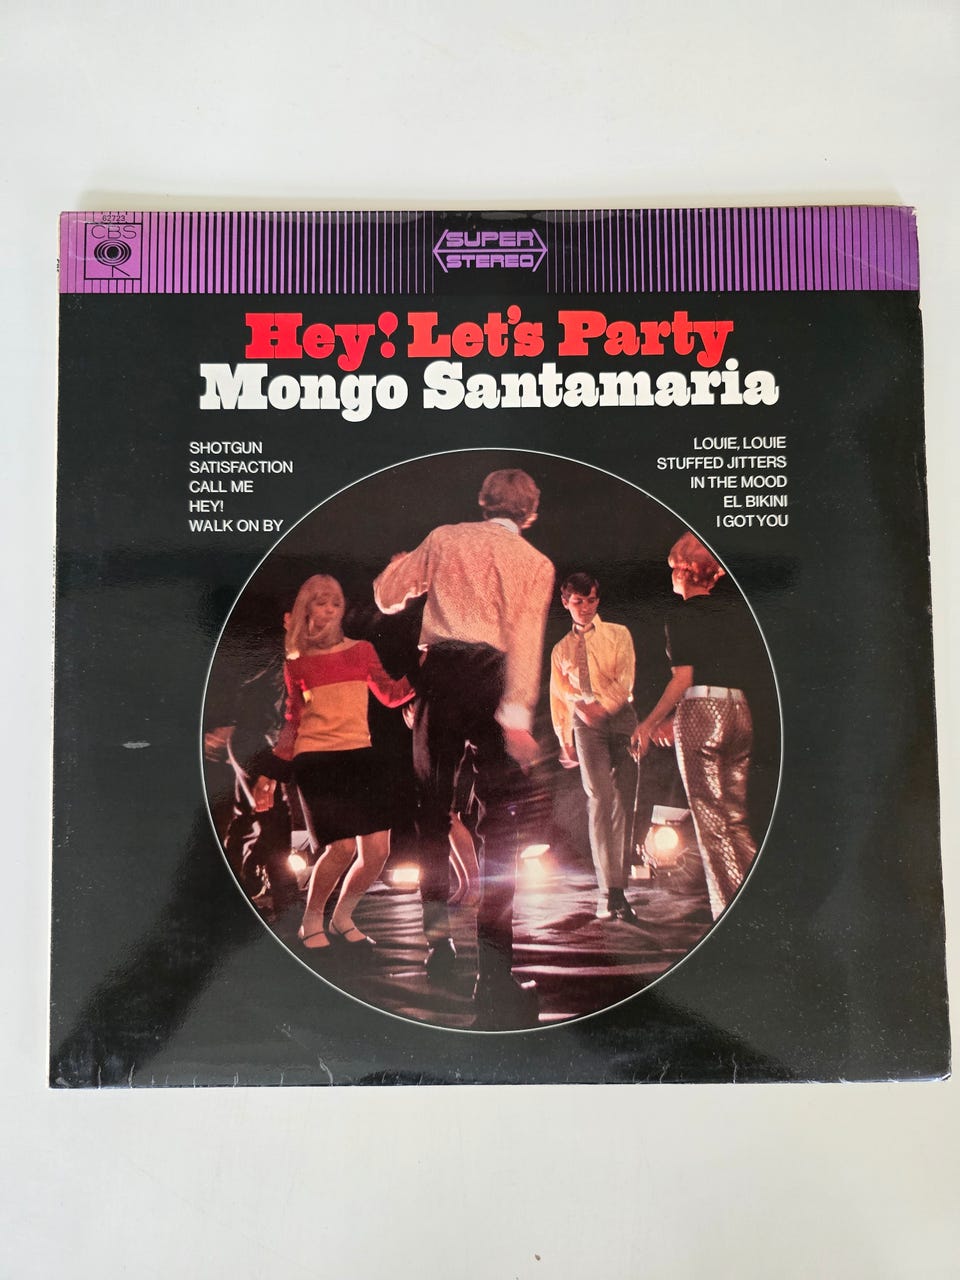 62723
CBS
SUPER
STEREO
Hey! Let's Party
Mongo Santamaria
SHOTGUN
SATISFACTION
CALL ME
HEY!
WALK ON BY
LOUIE, LOUIE
STUFFED JITTERS
IN THE MOOD
EL BIKINI
I GOT YOU